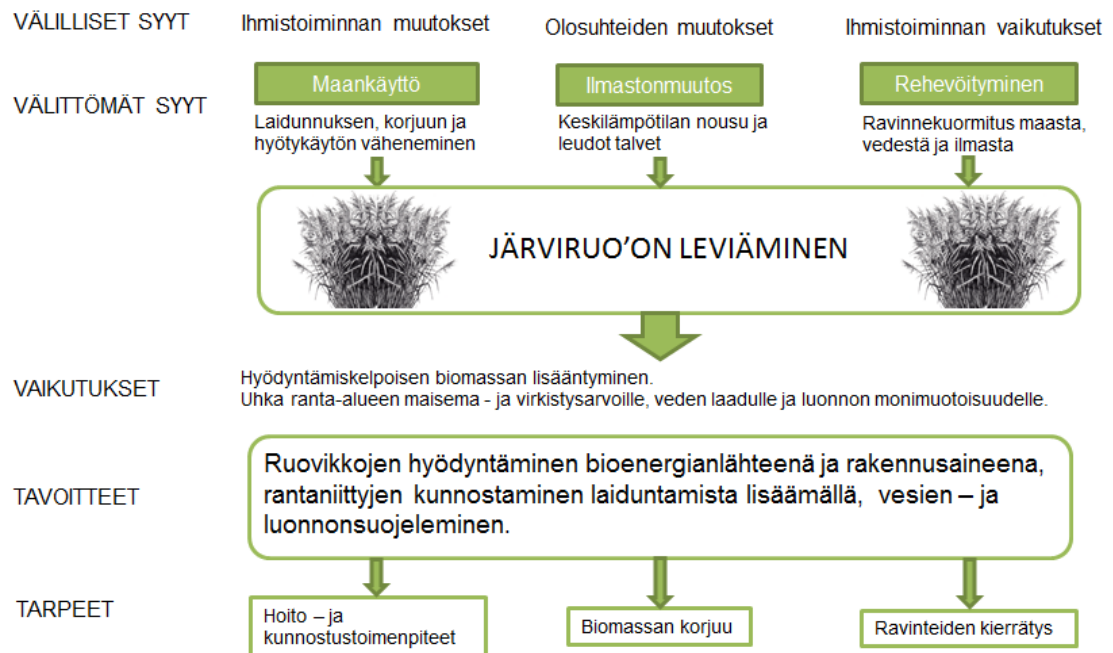 VÄLILLISET SYYT
Ihmistoiminnan muutokset
Olosuhteiden muutokset
Ihmistoiminnan vaikutukset
VÄLITTÖMÄT SYYT
Maankäyttö
Ilmastonmuutos
Rehevöityminen
Laidunnuksen, korjuun ja
hyötykäytön väheneminen
Keskilämpötilan nousu ja
leudot talvet
Ravinnekuormitus maasta,
vedestä ja ilmasta
JÄRVIRUO'ON LEVIÄMINEN
VAIKUTUKSET
Hyödyntämiskelpoisen biomassan lisääntyminen.
Uhka ranta-alueen maisema - ja virkistysarvoille, veden laadulle ja luonnon monimuotoisuudelle.
TAVOITTEET
Ruovikkojen hyödyntäminen bioenergianlähteenä ja rakennusaineena,
rantaniittyjen kunnostaminen laiduntamista lisäämällä, vesien – ja
luonnonsuojeleminen.
TARPEET
Hoito – ja
kunnostustoimenpiteet
Biomassan korjuu
Ravinteiden kierrätys